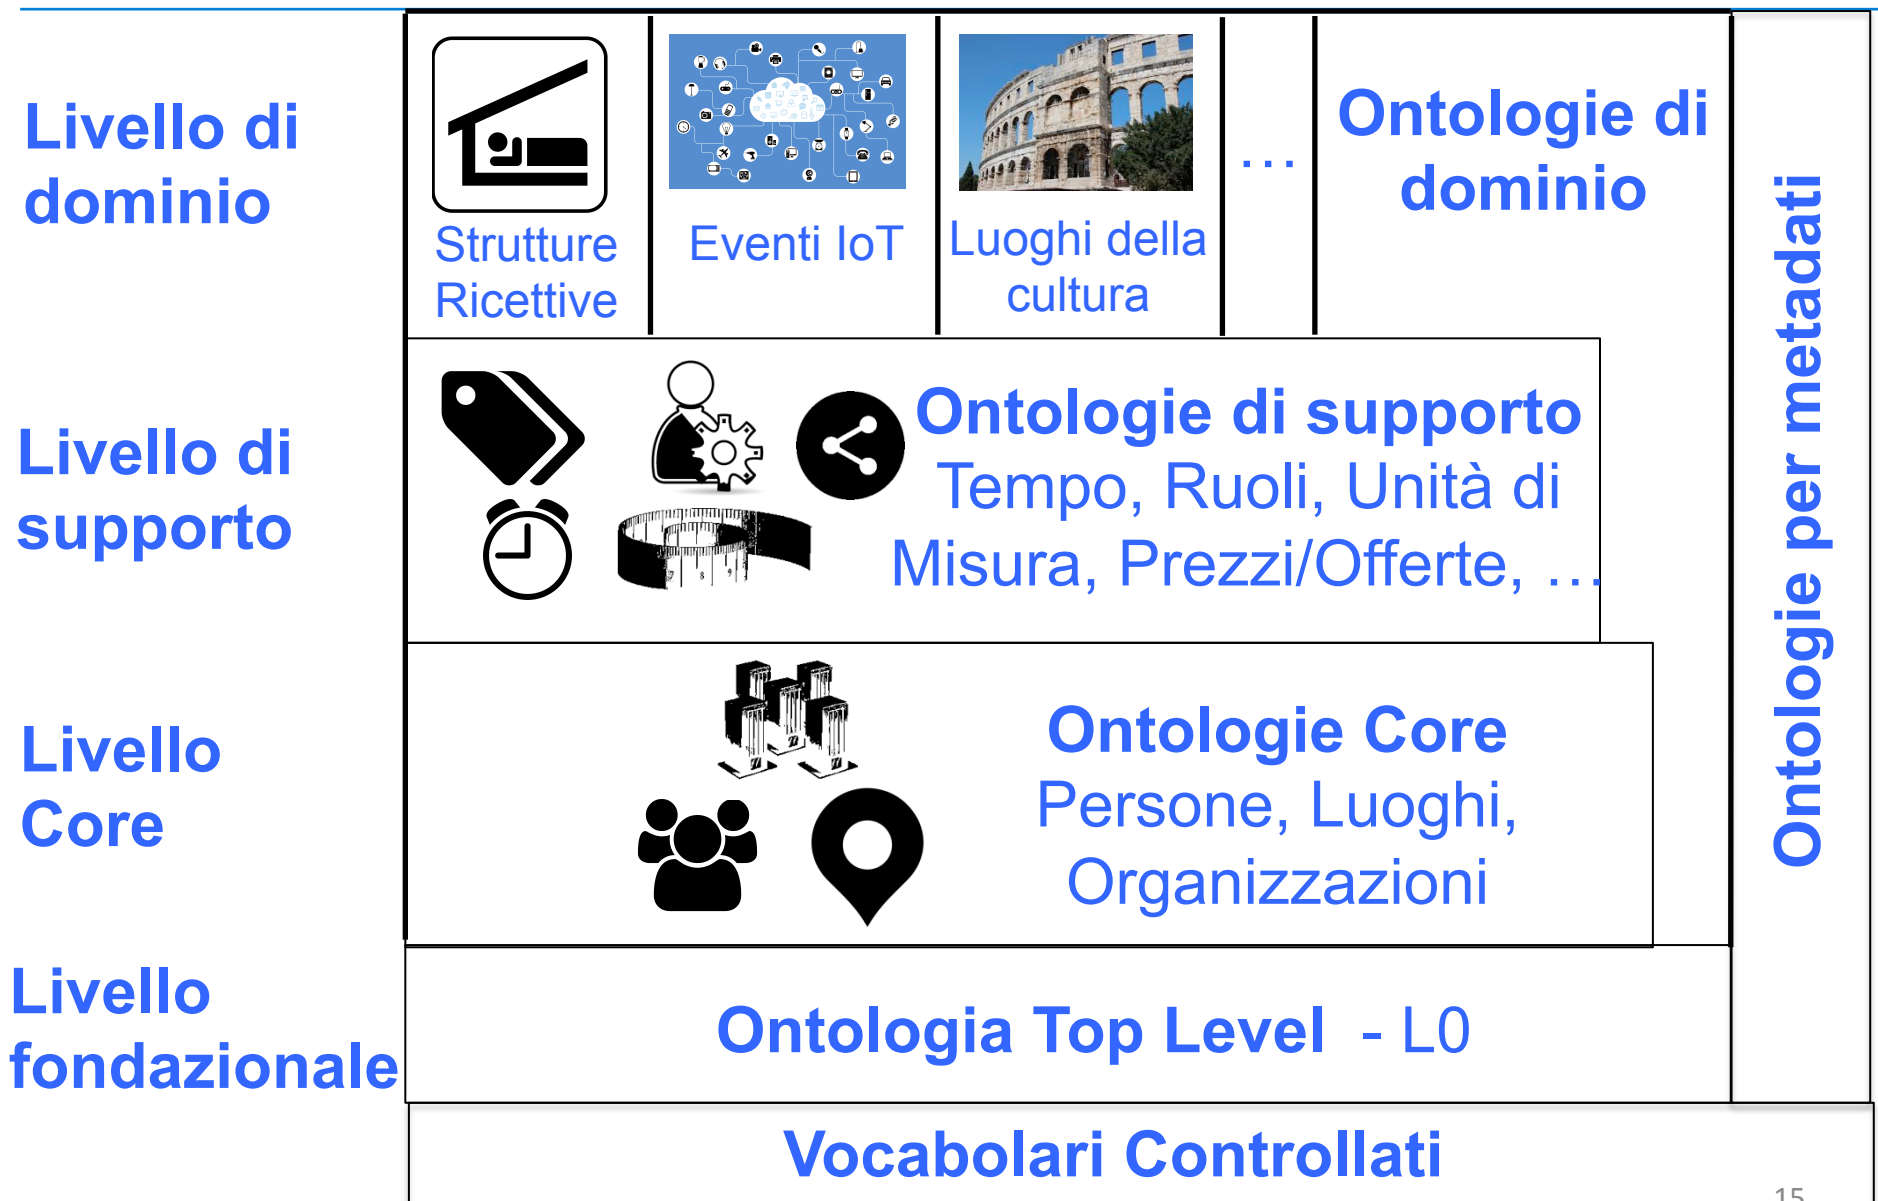 Livello di
dominio
Strutture
Ricettive
Eventi IoT
Luoghi della
cultura
…
Ontologie di
dominio
Livello di
supporto
Ontologie di supporto
Tempo, Ruoli, Unità di
Misura, Prezzi/Offerte, …
Livello
Core
Ontologie Core
Persone, Luoghi,
Organizzazioni
Livello
fondazionale
Ontologia Top Level - L0
Ontologie per metadati
Vocabolari Controllati
15